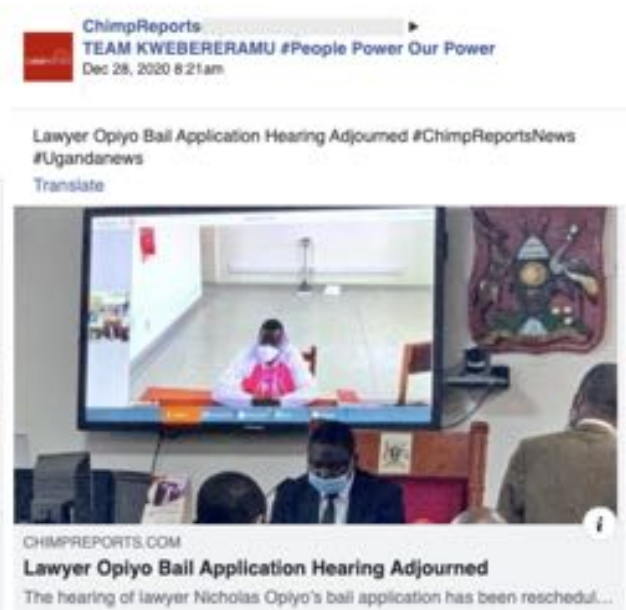 ChimpReports
TEAM KWEBERERAMU #People Power Our Power
Dec 28, 2020 8:21am
Lawyer Opiyo Bail Application Hearing Adjourned #ChimpReportsNews
#Ugandanews
Translate
i
CHIMPREPORTS.COM
Lawyer Opiyo Bail Application Hearing Adjourned
The hearing of lawyer Nicholas Opiyo's bail application has been reschedul...